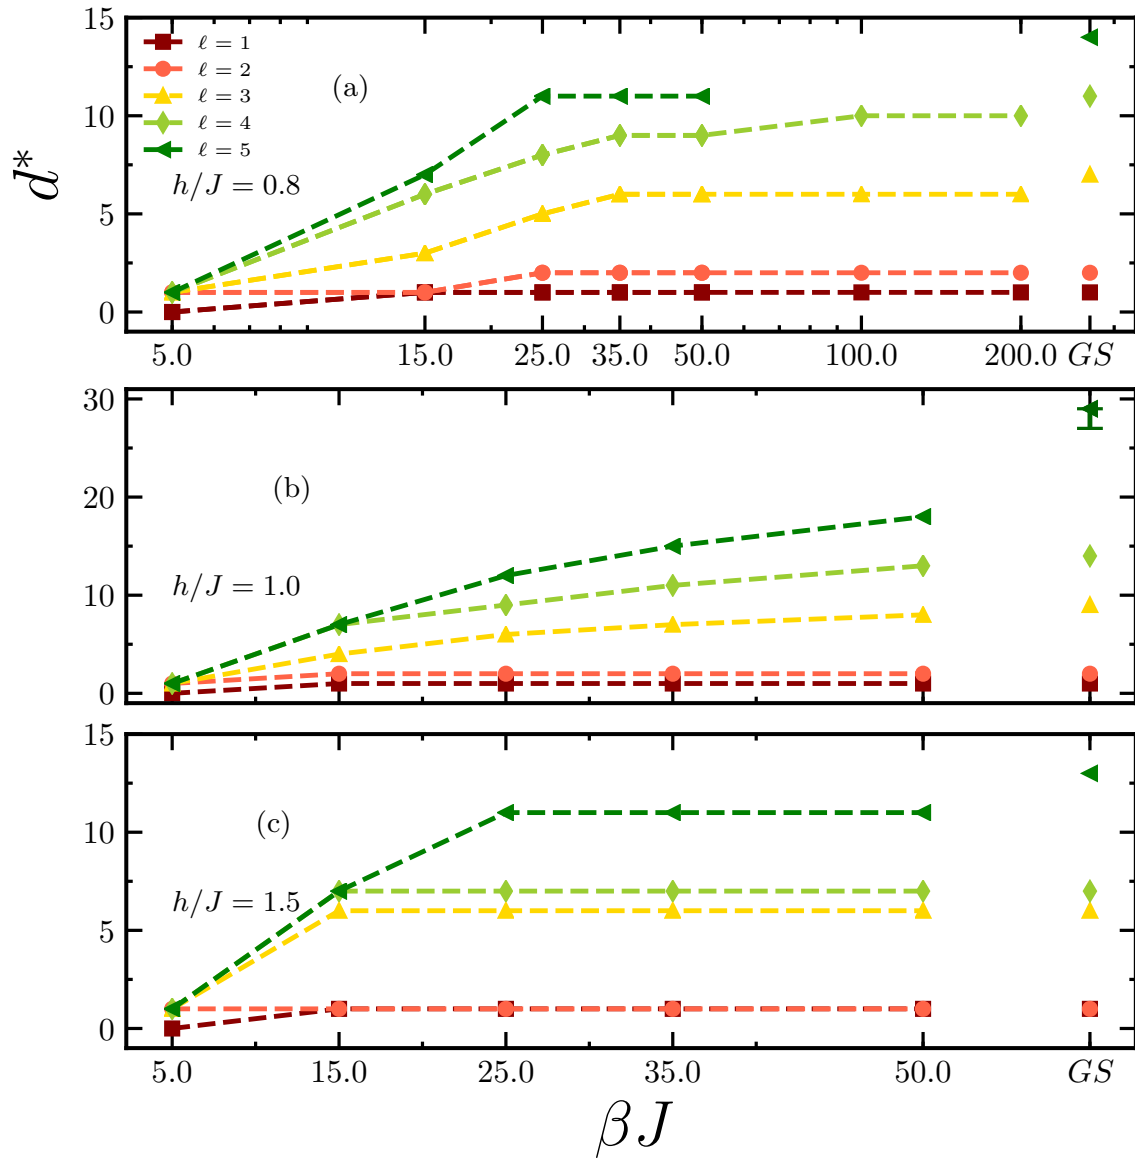 15
10
5
0
d*
ℓ = 1
ℓ = 2
ℓ = 3
ℓ = 4
ℓ = 5
(a)
h/J = 0.8
5.0 15.0 25.0 35.0 50.0 100.0 200.0 GS
30
20
10
0
(b)
h/J = 1.0
15
10
5
0
(c)
h/J = 1.5
5.0 15.0 25.0 35.0 50.0 GS
βJ